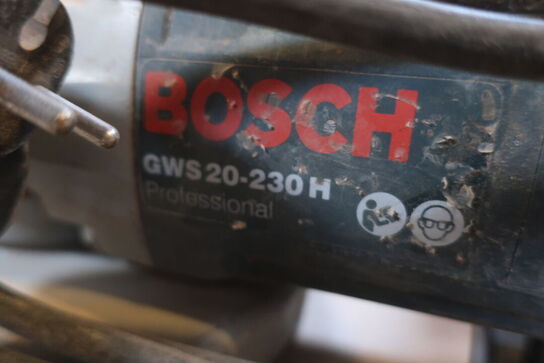 BOSCH
GWS 20-230 H
Professional